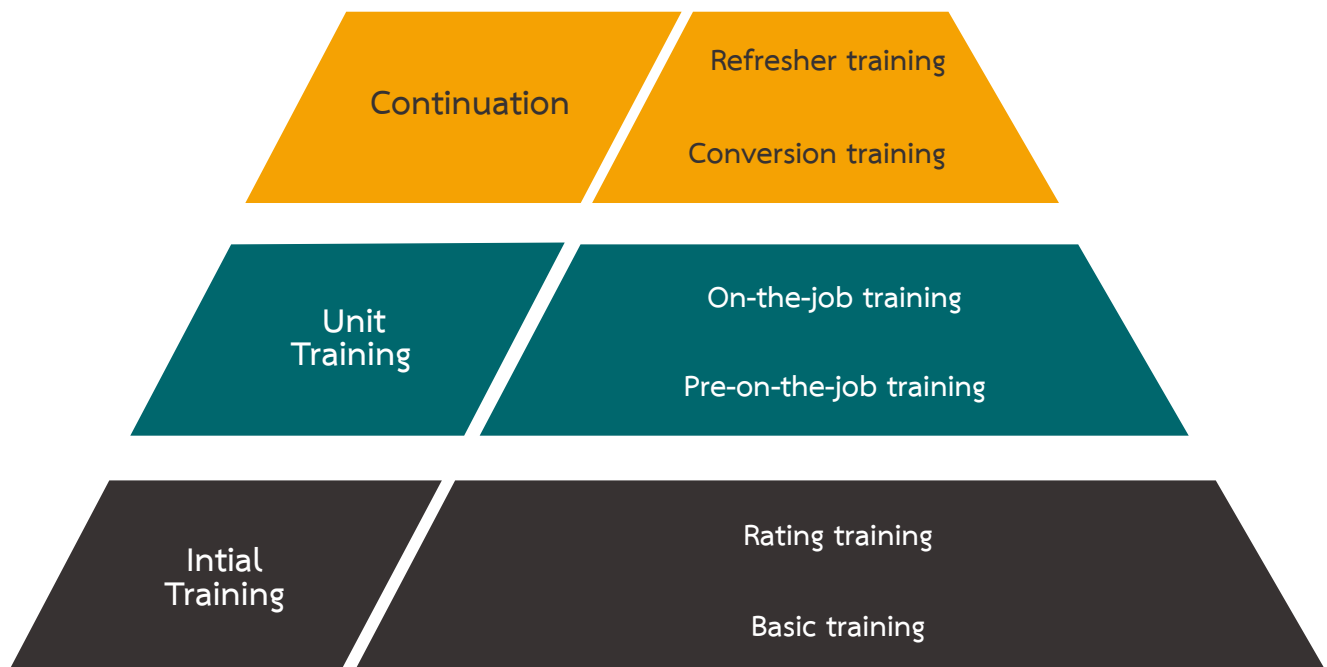 Continuation
Refresher training
Conversion training
Unit
Training
On-the-job training
Pre-on-the-job training
Intial
Training
Rating training
Basic training